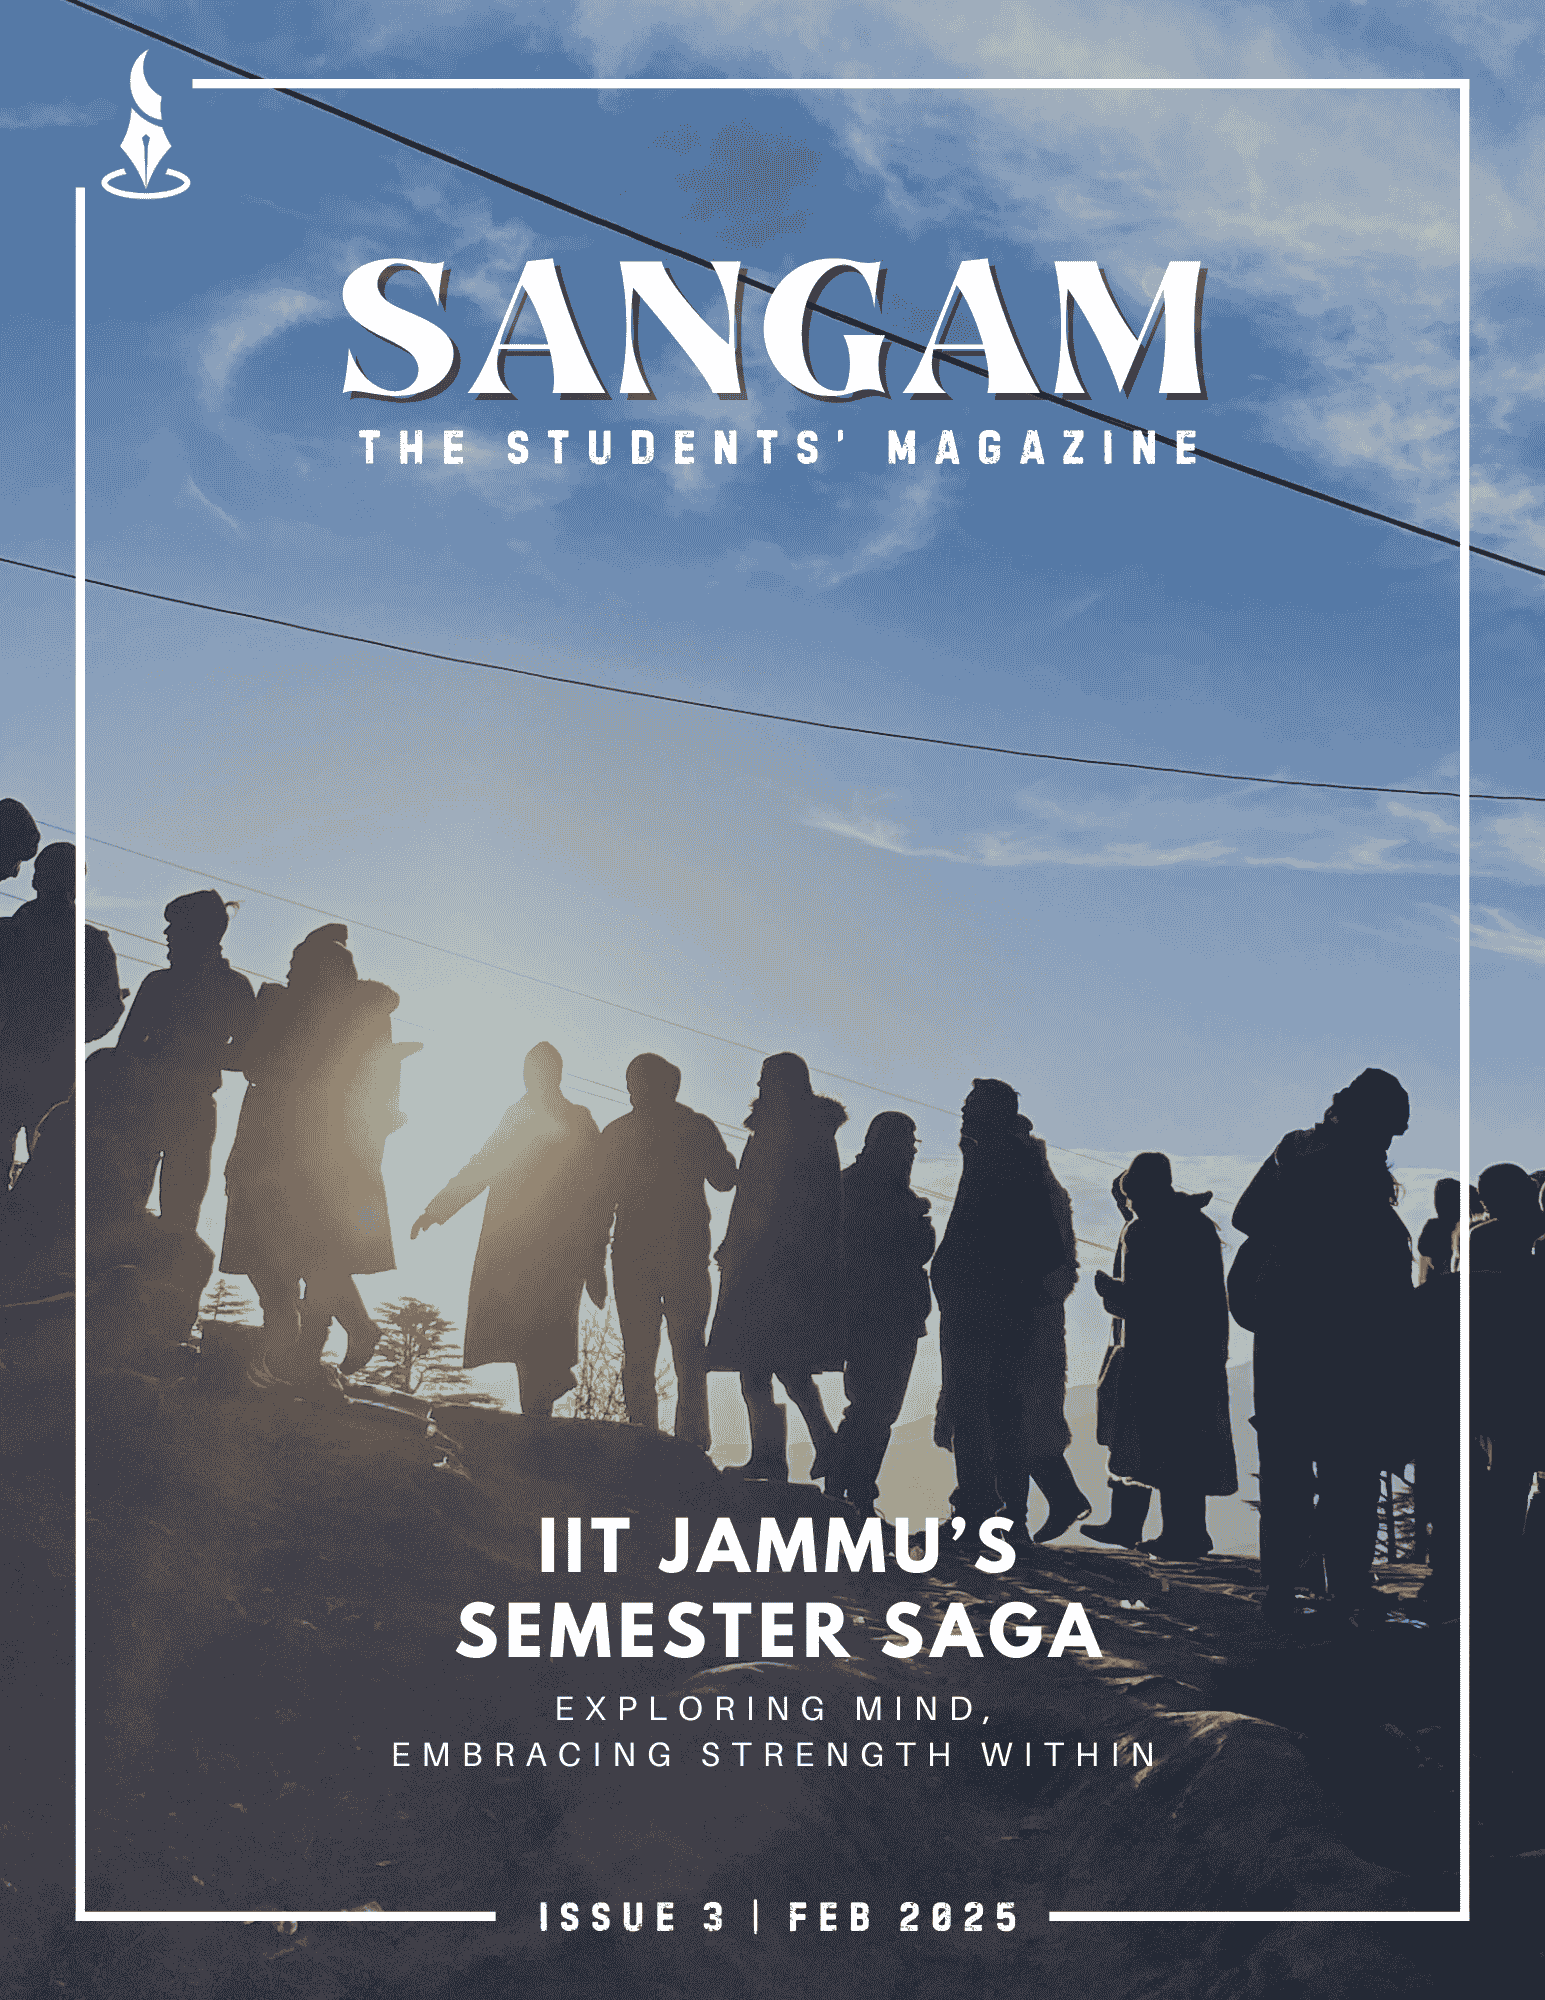 SANGAM
THE STUDENTS' MAGAZINE
IIT JAMMU’S
SEMESTER SAGA
EXPLORING MIND,
EMBRACING STRENGTH WITHIN
ISSUE 3 | FEB 2025